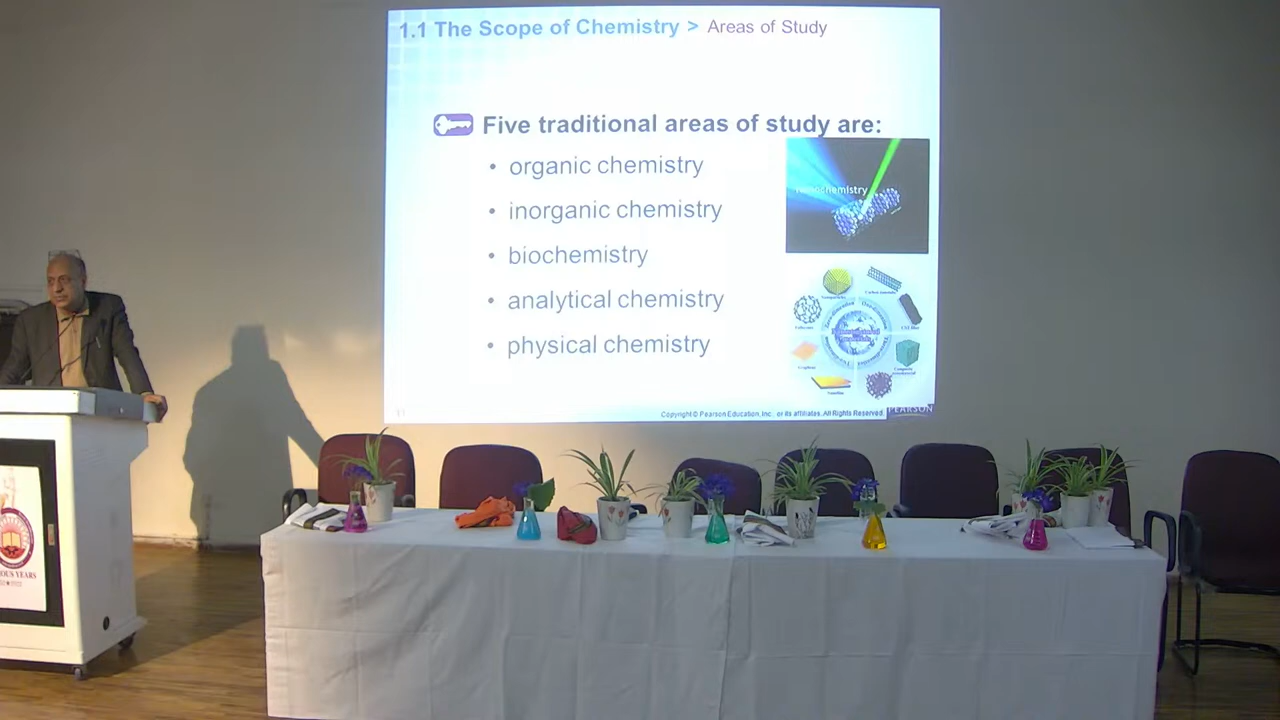 1.1 The Scope of Chemistry > Areas of Study
Five traditional areas of study are:
• organic chemistry
• inorganic chemistry
• biochemistry
• analytical chemistry
• physical chemistry
Copyright © Pearson Education, Inc., or its affiliates. All Rights Reserved.
PEARSON